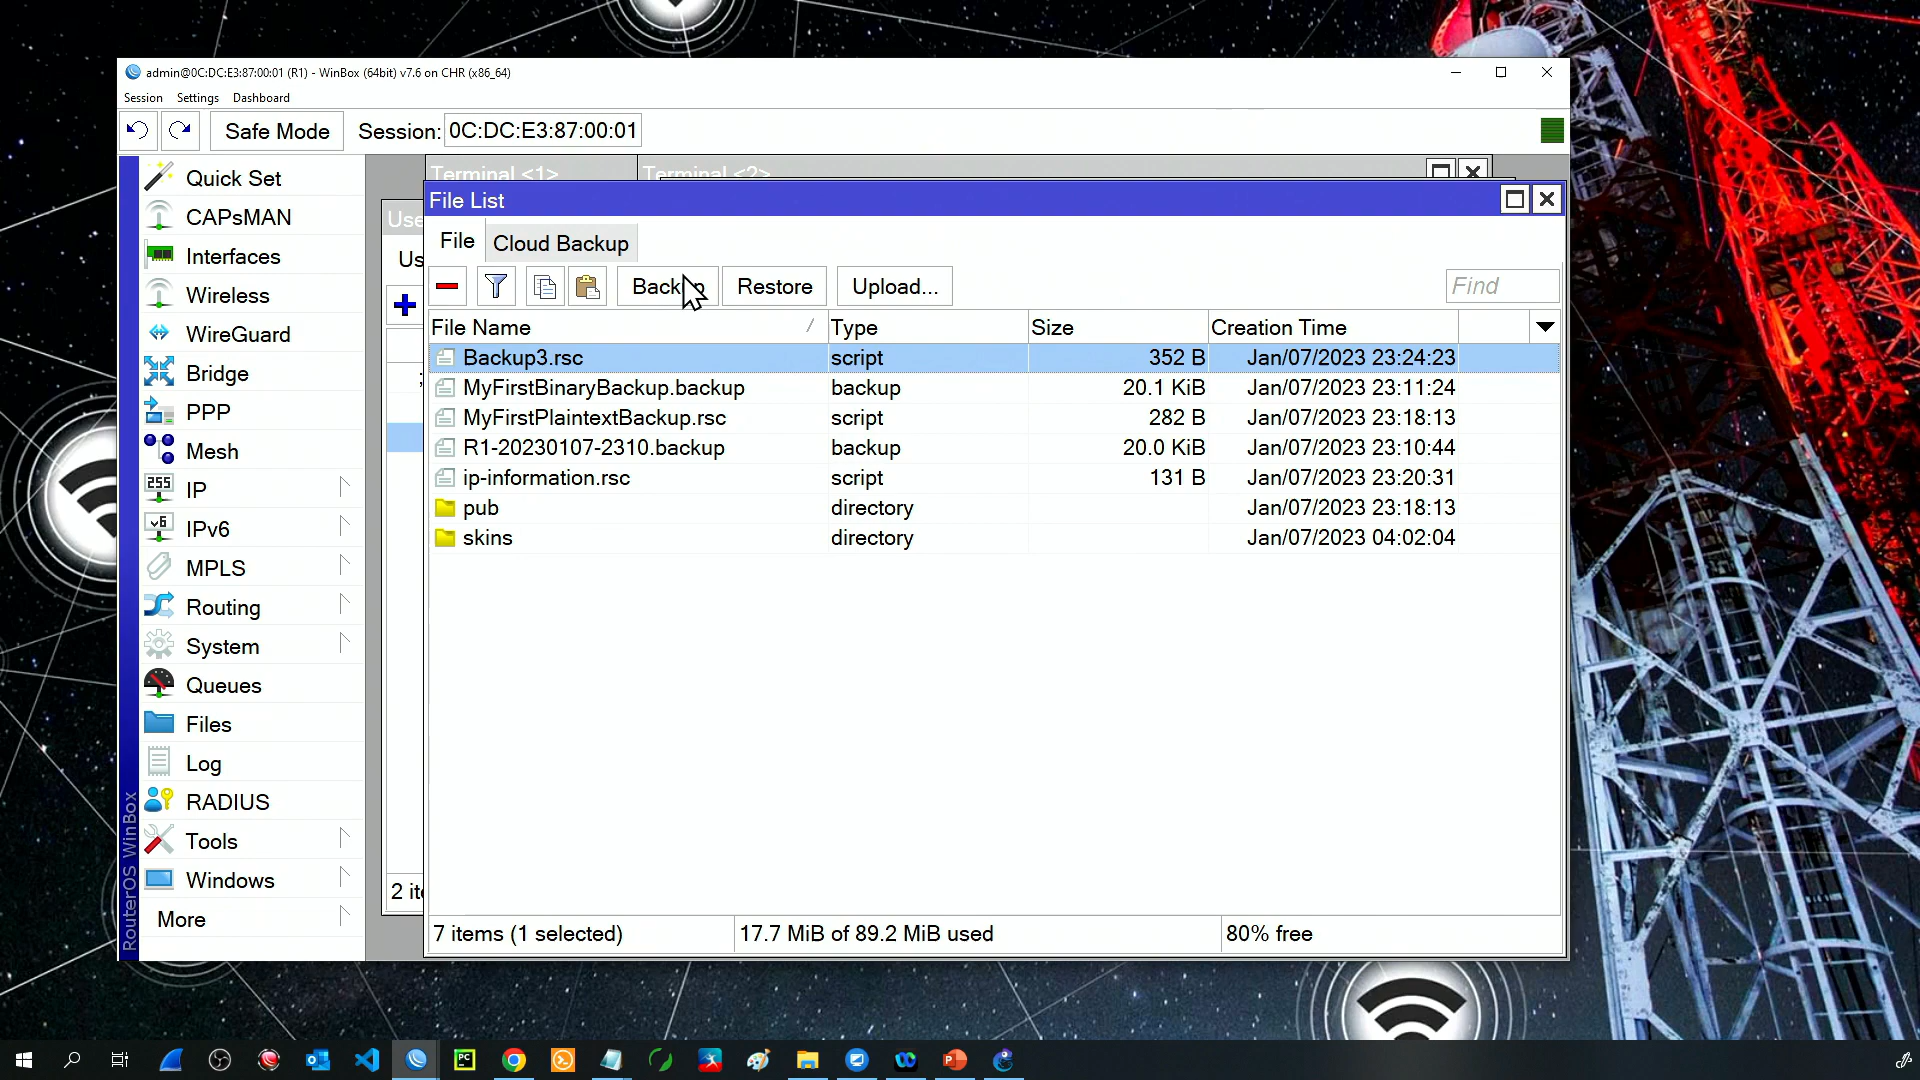 admin@0C:DC:E3:87:00:01 (R1) - WinBox (64bit) v7.6 on CHR (x86_64)
Session Settings Dashboard
Safe Mode Session: 0C:DC:E3:87:00:01
Quick Set
CAPsMAN
Interfaces
Wireless
WireGuard
Bridge
PPP
Mesh
IP
IPv6
MPLS
Routing
System
Queues
Files
Log
RADIUS
Tools
Windows
More
RouterOS WinBox
Terminal <1> Terminal <2>
File List
File Cloud Backup
Backup Restore Upload... Find
File Name Type Size Creation Time
Backup3.rsc script 352 B Jan/07/2023 23:24:23
MyFirstBinaryBackup.backup backup 20.1 KiB Jan/07/2023 23:11:24
MyFirstPlaintextBackup.rsc script 282 B Jan/07/2023 23:18:13
R1-20230107-2310.backup backup 20.0 KiB Jan/07/2023 23:10:44
ip-information.rsc script 131 B Jan/07/2023 23:20:31
pub directory Jan/07/2023 23:18:13
skins directory Jan/07/2023 04:02:04
7 items (1 selected) 17.7 MiB of 89.2 MiB used 80% free